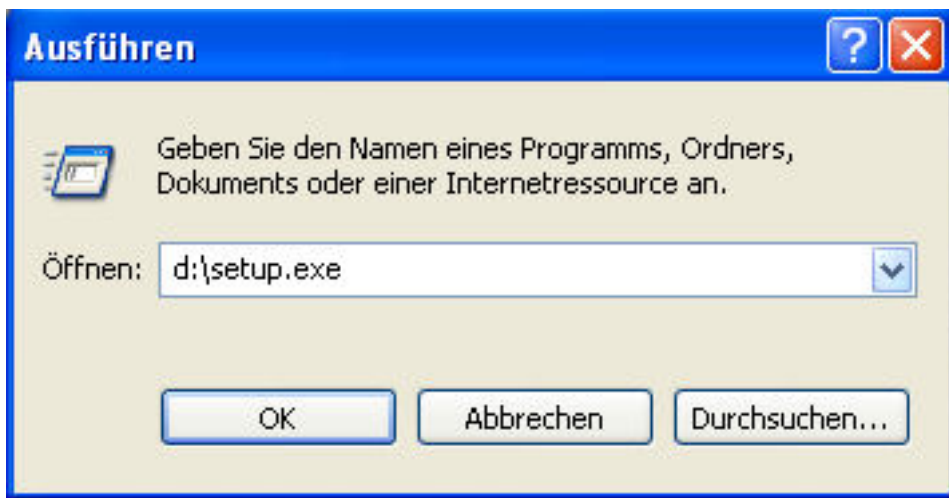 Ausführen
Geben Sie den Namen eines Programms, Ordners,
Dokuments oder einer Internetressource an.
Öffnen: d:\setup.exe
OK Abbrechen Durchsuchen...